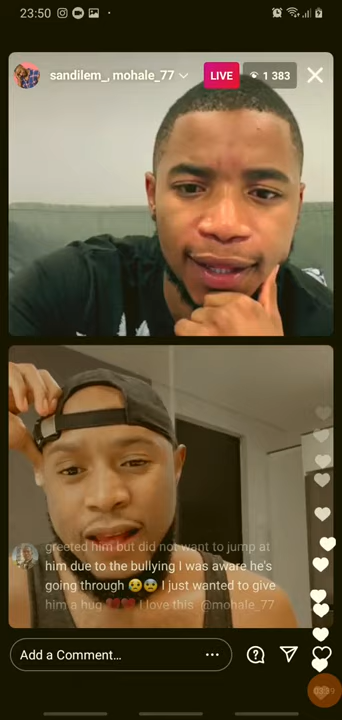 23:50
sandilem_, mohale_77
LIVE
1 383
greeted him but did not want to jump at
him due to the bullying I was aware he's
going through 😢😰 I just wanted to give
him a hug ❤️❤️ I love this @mohale_77
Add a Comment...